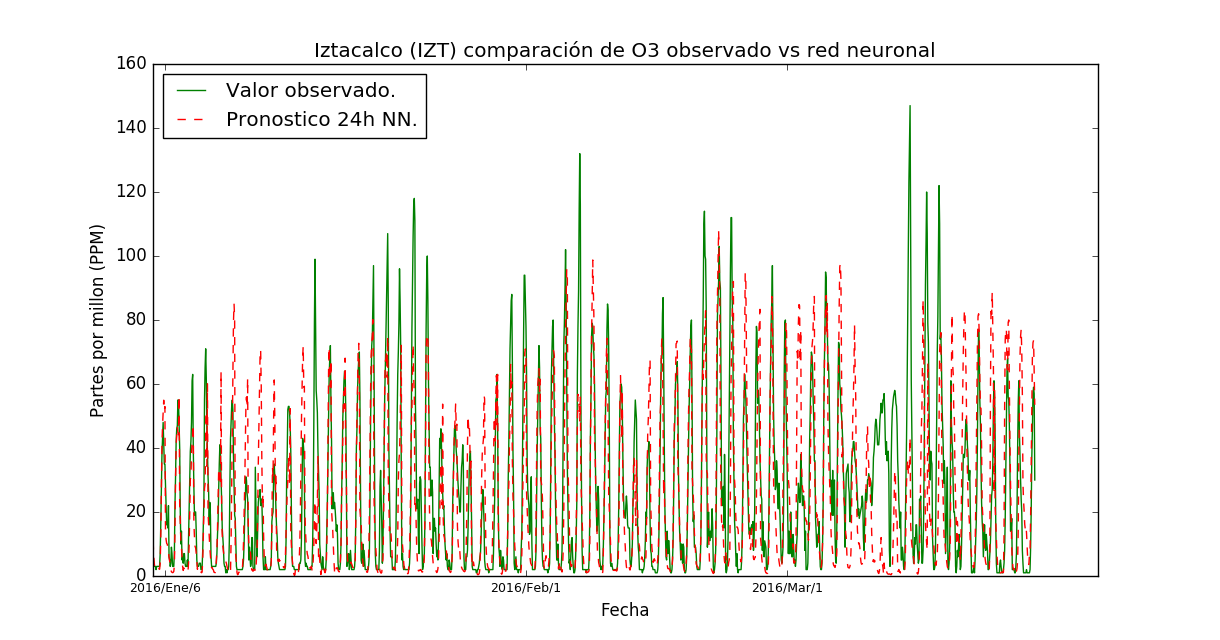 Iztacalco (IZT) comparación de O3 observado vs red neuronal
160
140
120
100
80
60
40
20
0
Partes por millon (PPM)
Valor observado.
Pronostico 24h NN.
2016/Ene/6
2016/Feb/1
2016/Mar/1
Fecha